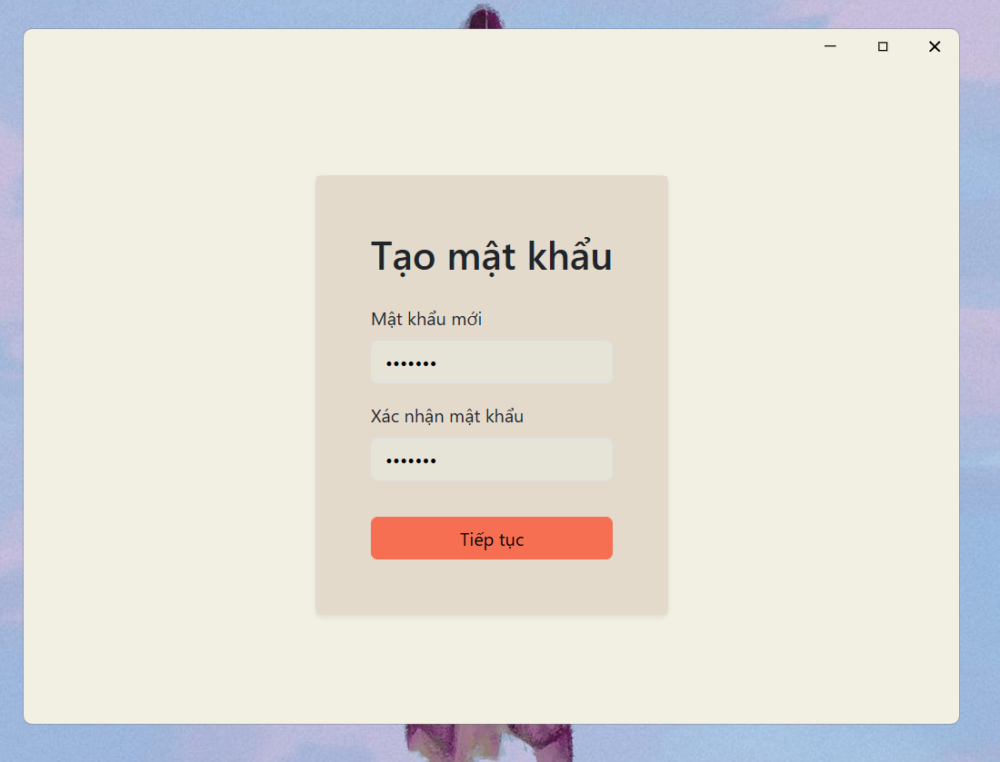 Tạo mật khẩu
Mật khẩu mới
•••••••
Xác nhận mật khẩu
•••••••
Tiếp tục